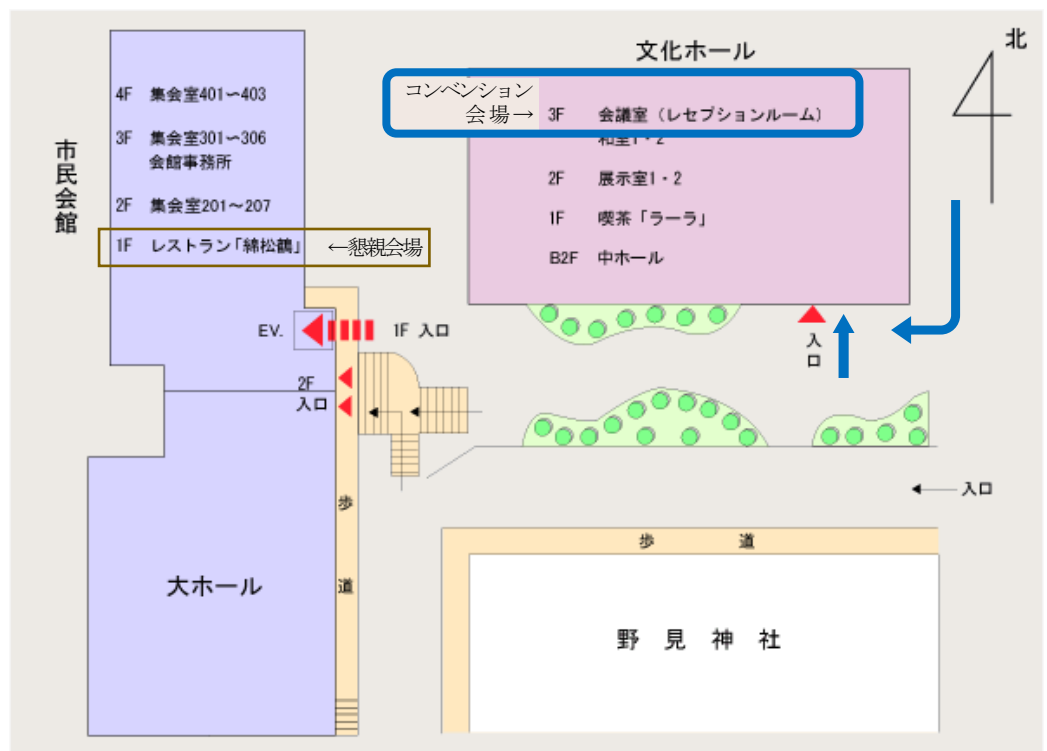 北
文化ホール
コンベンション
会場→
3F 会議室（レセプションルーム）
和室1・2
2F 展示室1・2
1F 喫茶「ラーラ」
B2F 中ホール
入口
市民会館
4F 集会室401～403
3F 集会室301～306
会館事務所
2F 集会室201～207
1F レストラン「綿松鶴」 ←懇親会場
EV.
1F 入口
2F
入口
入口
歩道
歩道
大ホール
野見神社